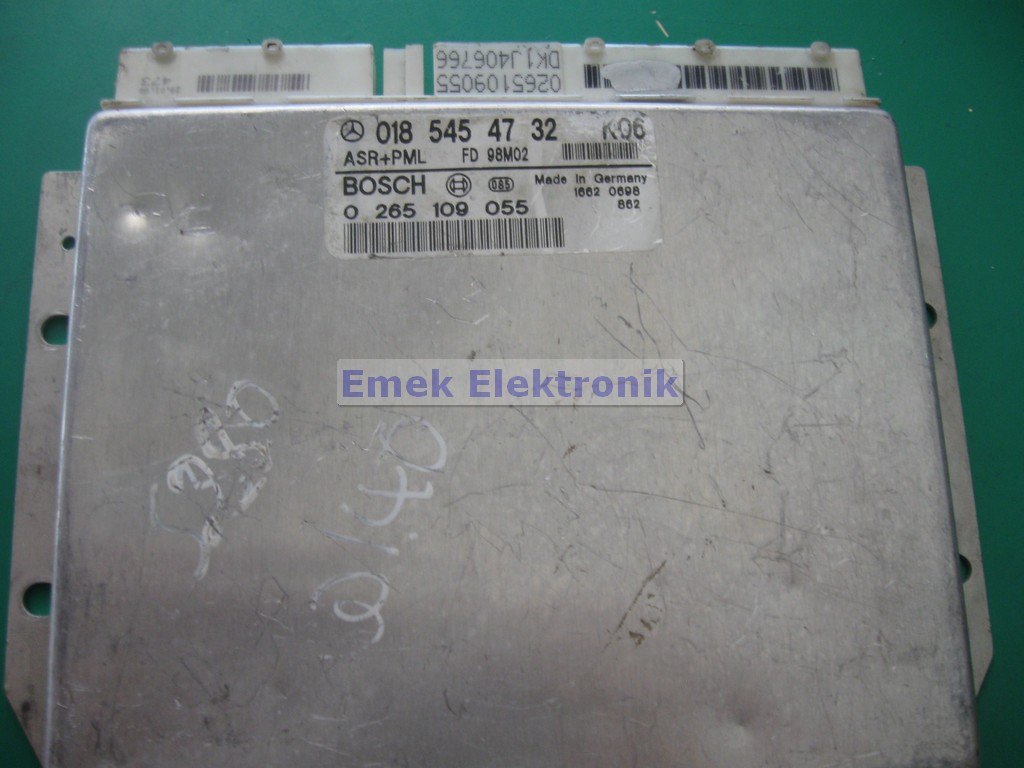 0265109055
DK1J406766
018 545 47 32 K06
ASR+PML FD 98M02
BOSCH 085 Made in Germany
1662 0698
0 265 109 055 862
Emek Elektronik